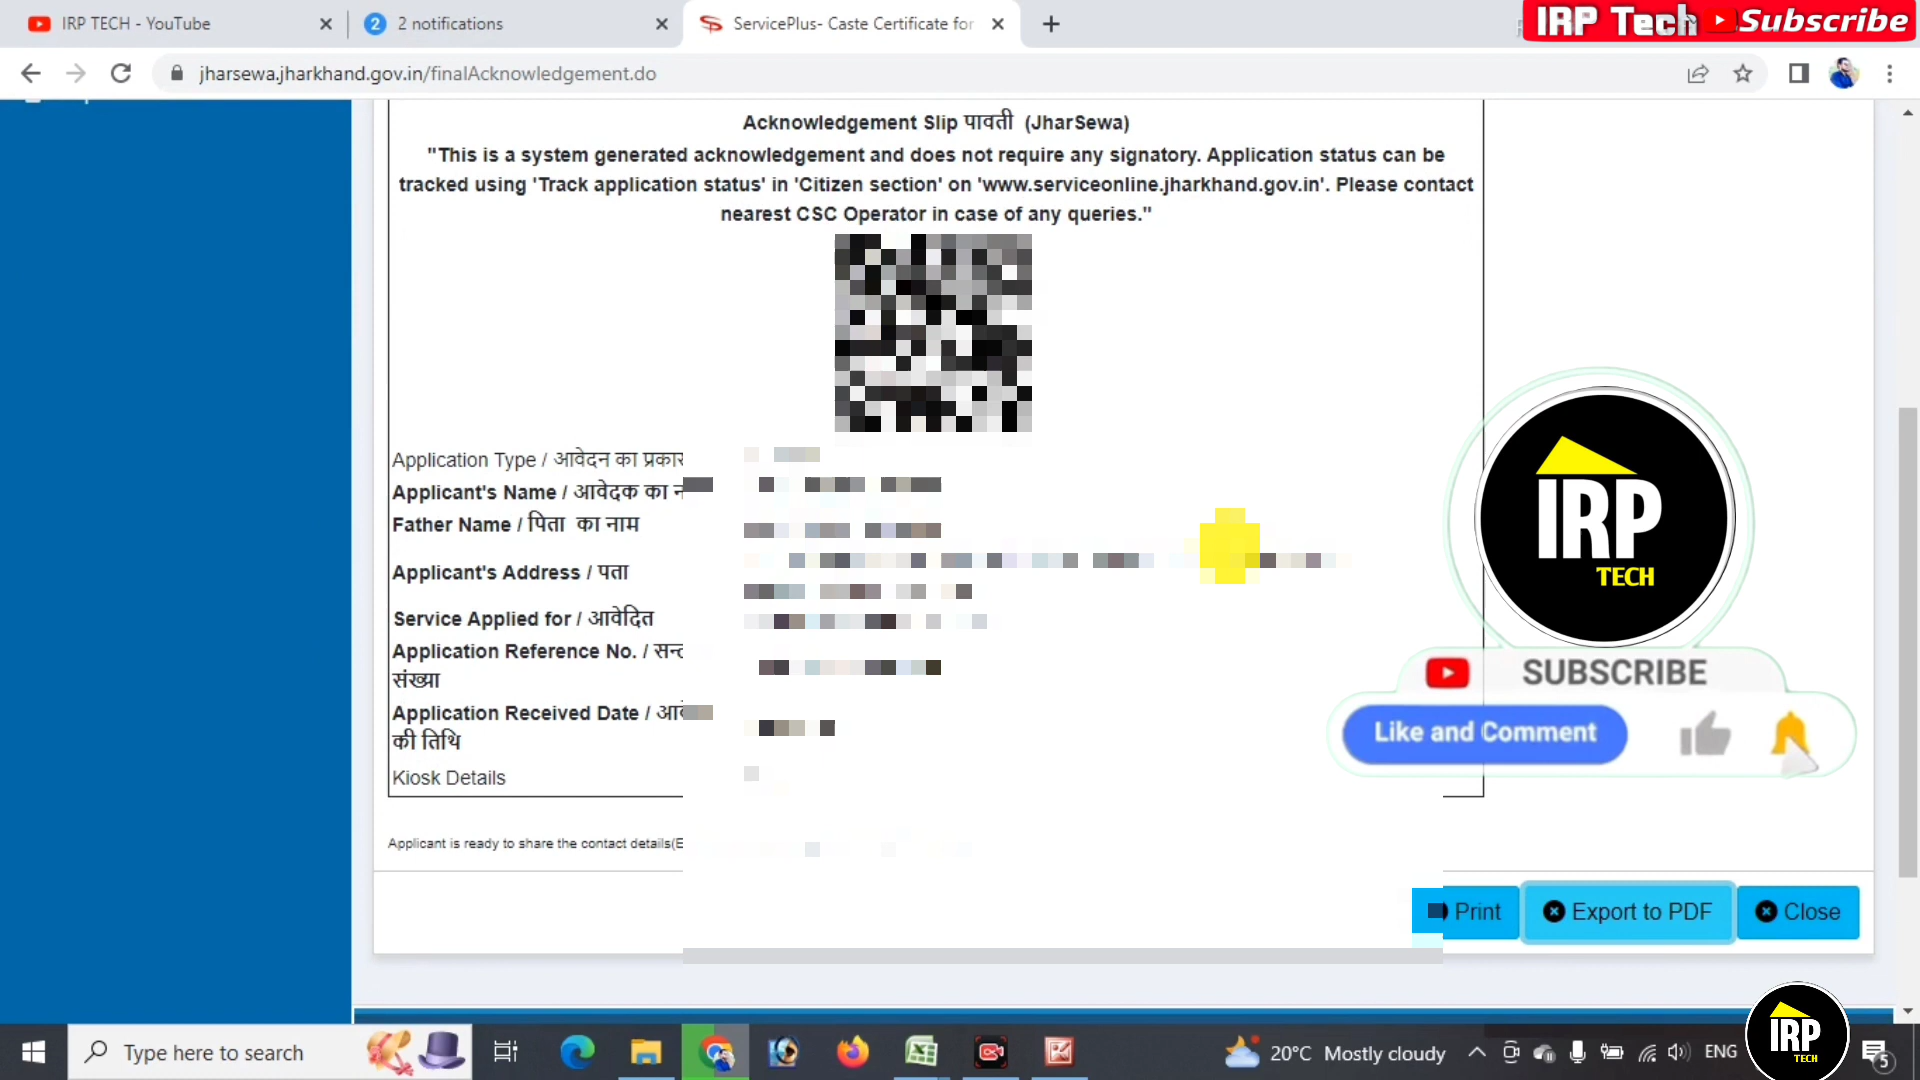 IRP TECH - YouTube
2 notifications
ServicePlus- Caste Certificate for
IRP Tech Subscribe
jharsewa.jharkhand.gov.in/finalAcknowledgement.do
Acknowledgement Slip पावती (JharSewa)
"This is a system generated acknowledgement and does not require any signatory. Application status can be
tracked using 'Track application status' in 'Citizen section' on 'www.serviceonline.jharkhand.gov.in'. Please contact
nearest CSC Operator in case of any queries."
Application Type / आवेदन का प्रकार
Applicant's Name / आवेदक का
Father Name / पिता का नाम
Applicant's Address / पता
Service Applied for / आवेदित
Application Reference No. /
संख्या
Application Received Date /
की तिथि
Kiosk Details
Applicant is ready to share the contact details(E
IRP
TECH
SUBSCRIBE
Like and Comment
Print
Export to PDF
Close
Type here to search
20°C Mostly cloudy
ENG
IRP
TECH
5